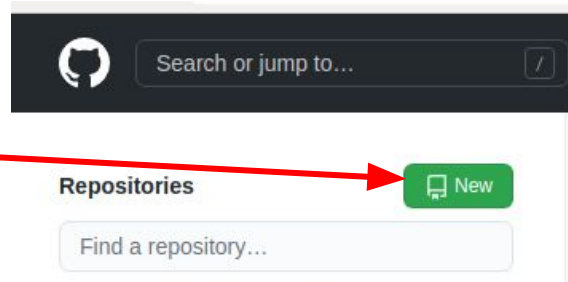 Search or jump to…
/
Repositories
New
Find a repository…